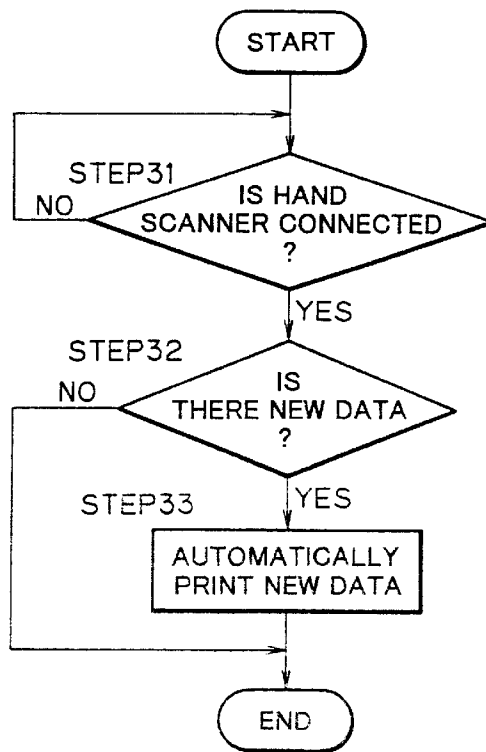 START
STEP31
NO
IS HAND
SCANNER CONNECTED
?
YES
STEP32
NO
IS
THERE NEW DATA
?
YES
STEP33
AUTOMATICALLY
PRINT NEW DATA
END